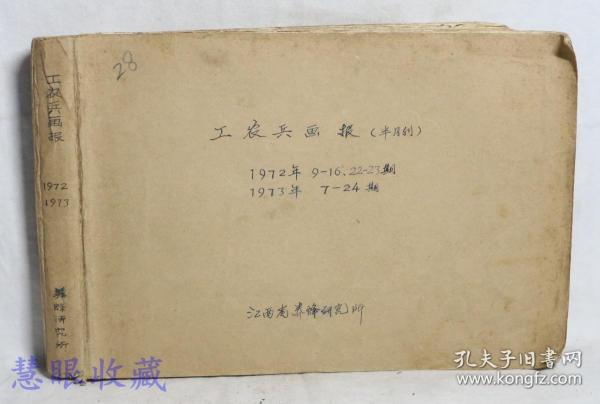 28
工农兵画报(半月刊)
1972年 9-16、22-23期
1973年 7-24期
江西省养蜂研究所
工农兵画报
1972
1973
研究所
慧眼收藏
孔夫子旧书网
www.kongfz.com